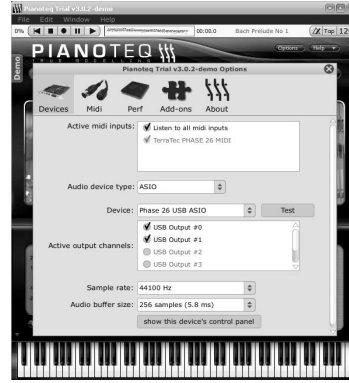 Pianoteq Trial v3.0.2-demo
File Edit Window Help
0% 00:00.0 Bach Prelude No 1 Tap 12
PIANOTEQ
TRUE MODELLING
Options Help
Demo
Pianoteq Trial v3.0.2-demo Options
Devices Midi Perf Add-ons About
Active midi inputs: Listen to all midi inputs
TerraTec PHASE 26 MIDI
Audio device type: ASIO
Device: Phase 26 USB ASIO Test
Active output channels: USB Output #0
USB Output #1
USB Output #2
USB Output #3
Sample rate: 44100 Hz
Audio buffer size: 256 samples (5.8 ms)
show this device's control panel